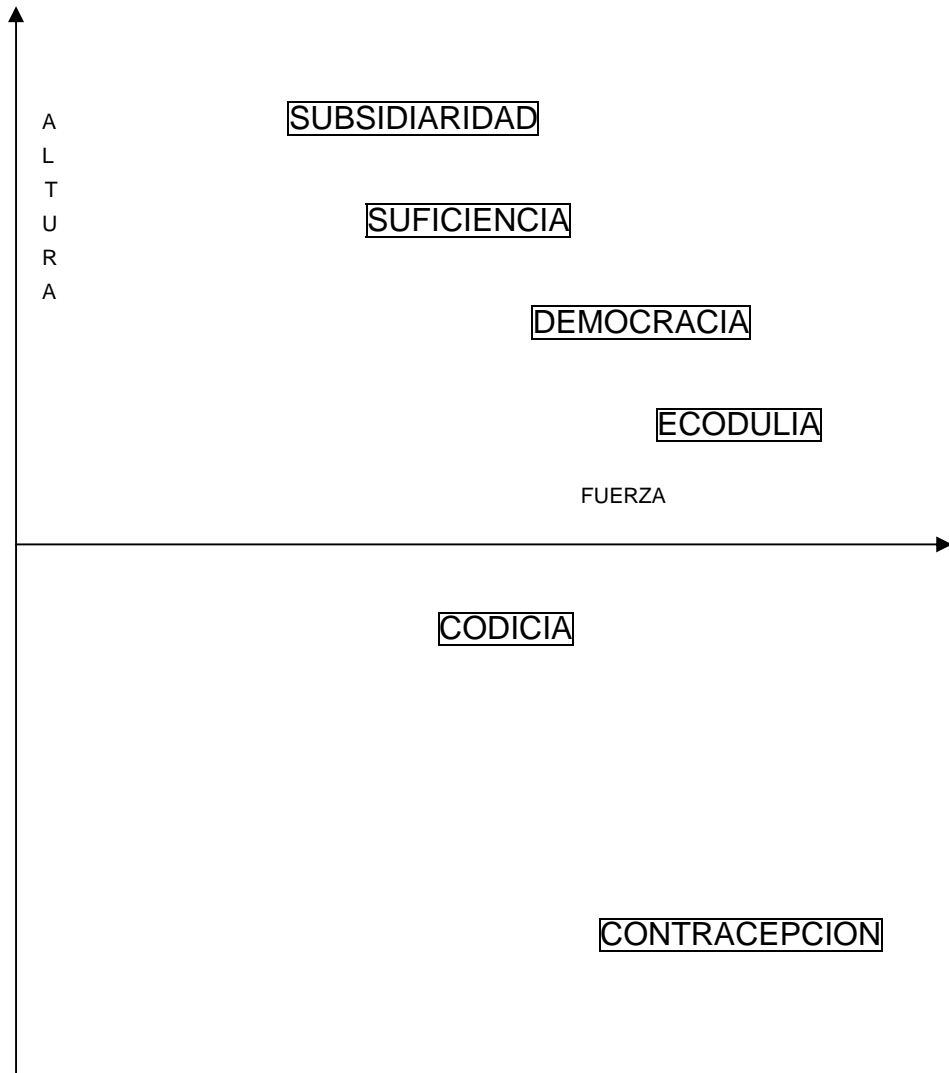 A
L
T
U
R
A
SUBSIDIARIDAD
SUFICIENCIA
DEMOCRACIA
ECODULIA
FUERZA
CODICIA
CONTRACEPCION